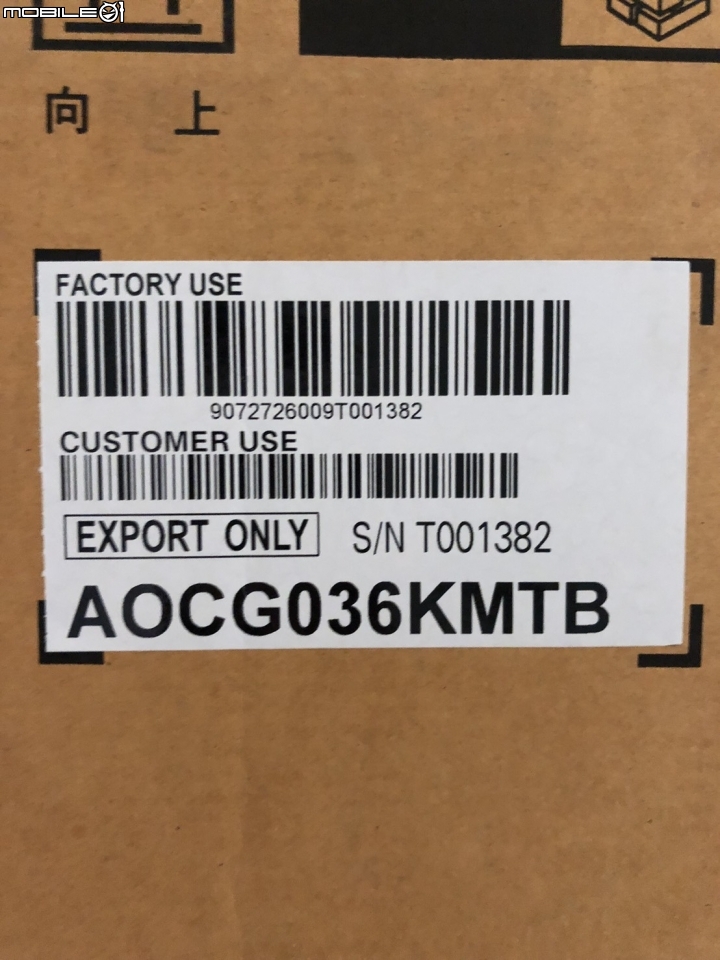 MOBILE01
向 上
FACTORY USE
9072726009T001382
CUSTOMER USE
EXPORT ONLY S/N T001382
AOCG036KMTB